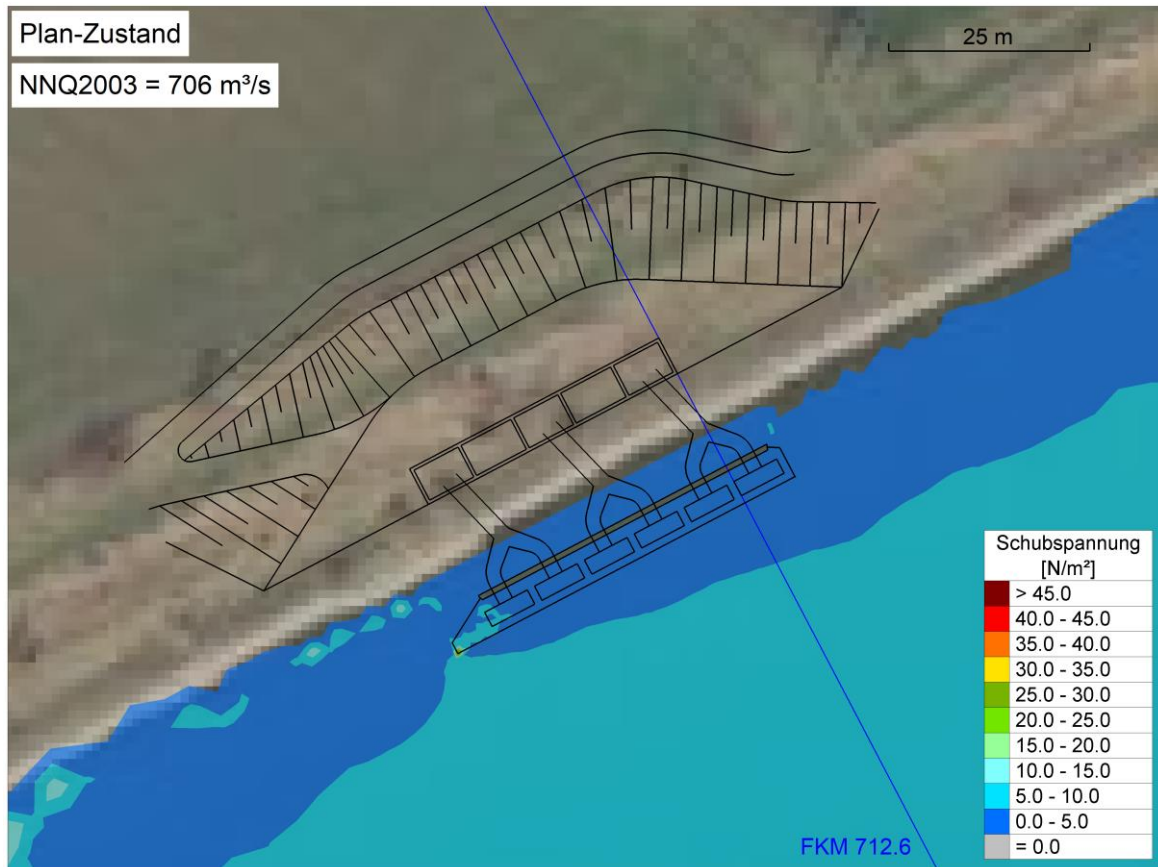 Plan-Zustand
NNQ2003 = 706 m³/s
25 m
Schubspannung
[N/m²]
> 45.0
40.0 - 45.0
35.0 - 40.0
30.0 - 35.0
25.0 - 30.0
20.0 - 25.0
15.0 - 20.0
10.0 - 15.0
5.0 - 10.0
0.0 - 5.0
= 0.0
FKM 712.6